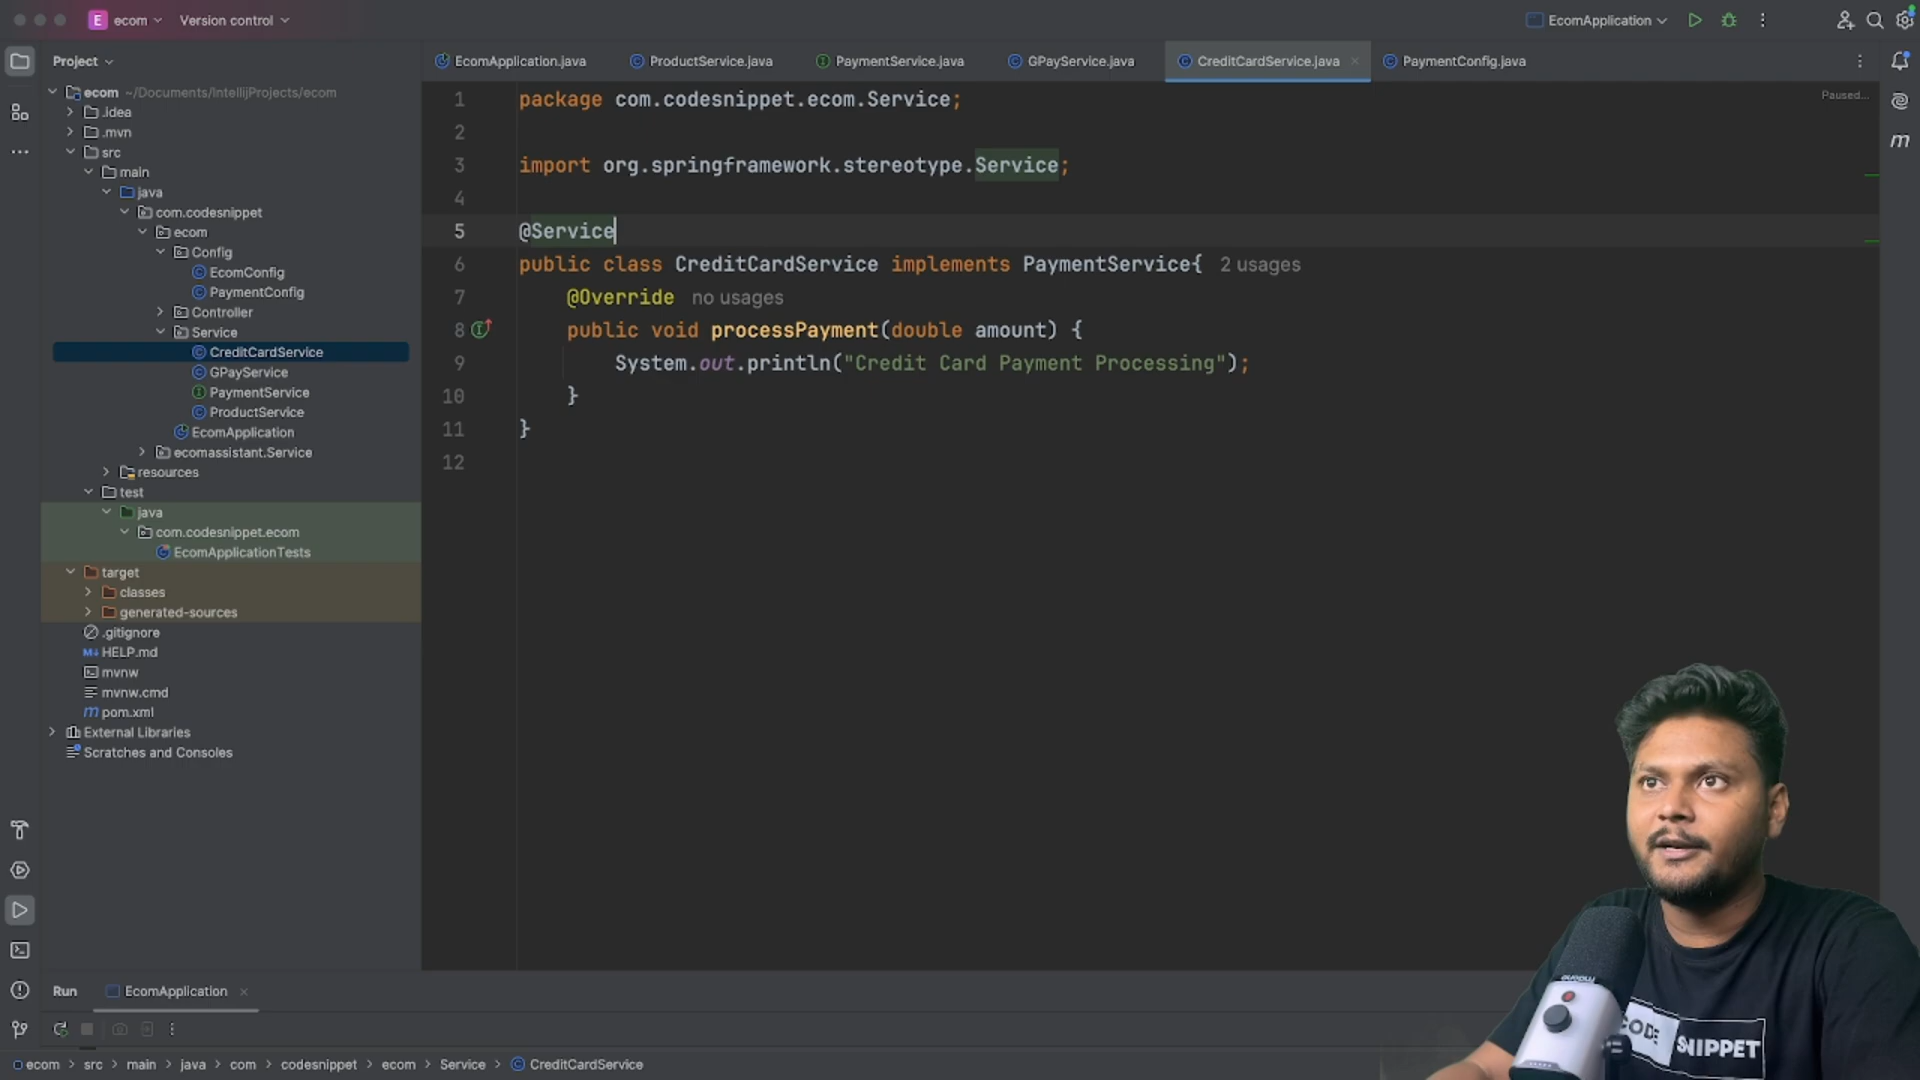 E ecom Version control EcomApplication
Project
EcomApplication.java ProductService.java PaymentService.java GPayService.java CreditCardService.java PaymentConfig.java
ecom ~/Documents/IntellijProjects/ecom
.idea
.mvn
src
main
java
com.codesnippet
ecom
Config
EcomConfig
PaymentConfig
Controller
Service
CreditCardService
GPayService
PaymentService
ProductService
EcomApplication
ecomassistant.Service
resources
test
java
com.codesnippet.ecom
EcomApplicationTests
target
classes
generated-sources
.gitignore
HELP.md
mvnw
mvnw.cmd
pom.xml
External Libraries
Scratches and Consoles
Paused...
1 package com.codesnippet.ecom.Service;
2
3 import org.springframework.stereotype.Service;
4
5 @Service
6 public class CreditCardService implements PaymentService{ 2 usages
7 @Override no usages
8 public void processPayment(double amount) {
9 System.out.println("Credit Card Payment Processing");
10 }
11 }
12
CODE
SNIPPET
Run EcomApplication
ecom src main java com codesnippet ecom Service CreditCardService